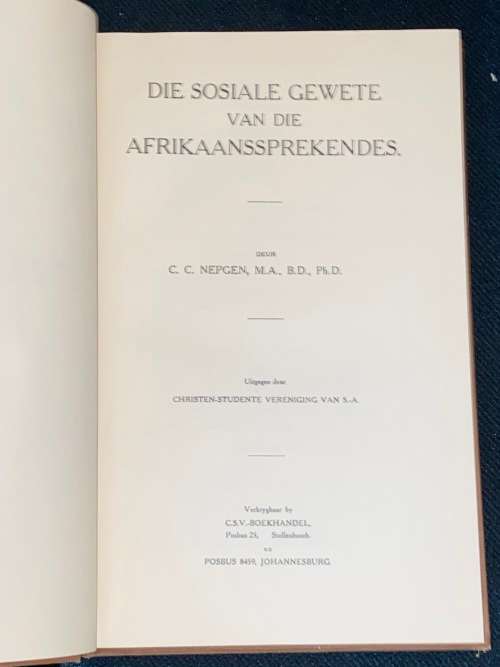 DIE SOSIALE GEWETE
VAN DIE
AFRIKAANSSPREKENDES.
DEUR
C. C. NEPGEN, M.A., B.D., Ph.D.
Uitgegee deur
CHRISTEN-STUDENTE VERENIGING VAN S.-A.
Verkrygbaar by
C.S.V.-BOEKHANDEL,
Posbus 25, Stellenbosch.
en
POSBUS 8459, JOHANNESBURG.